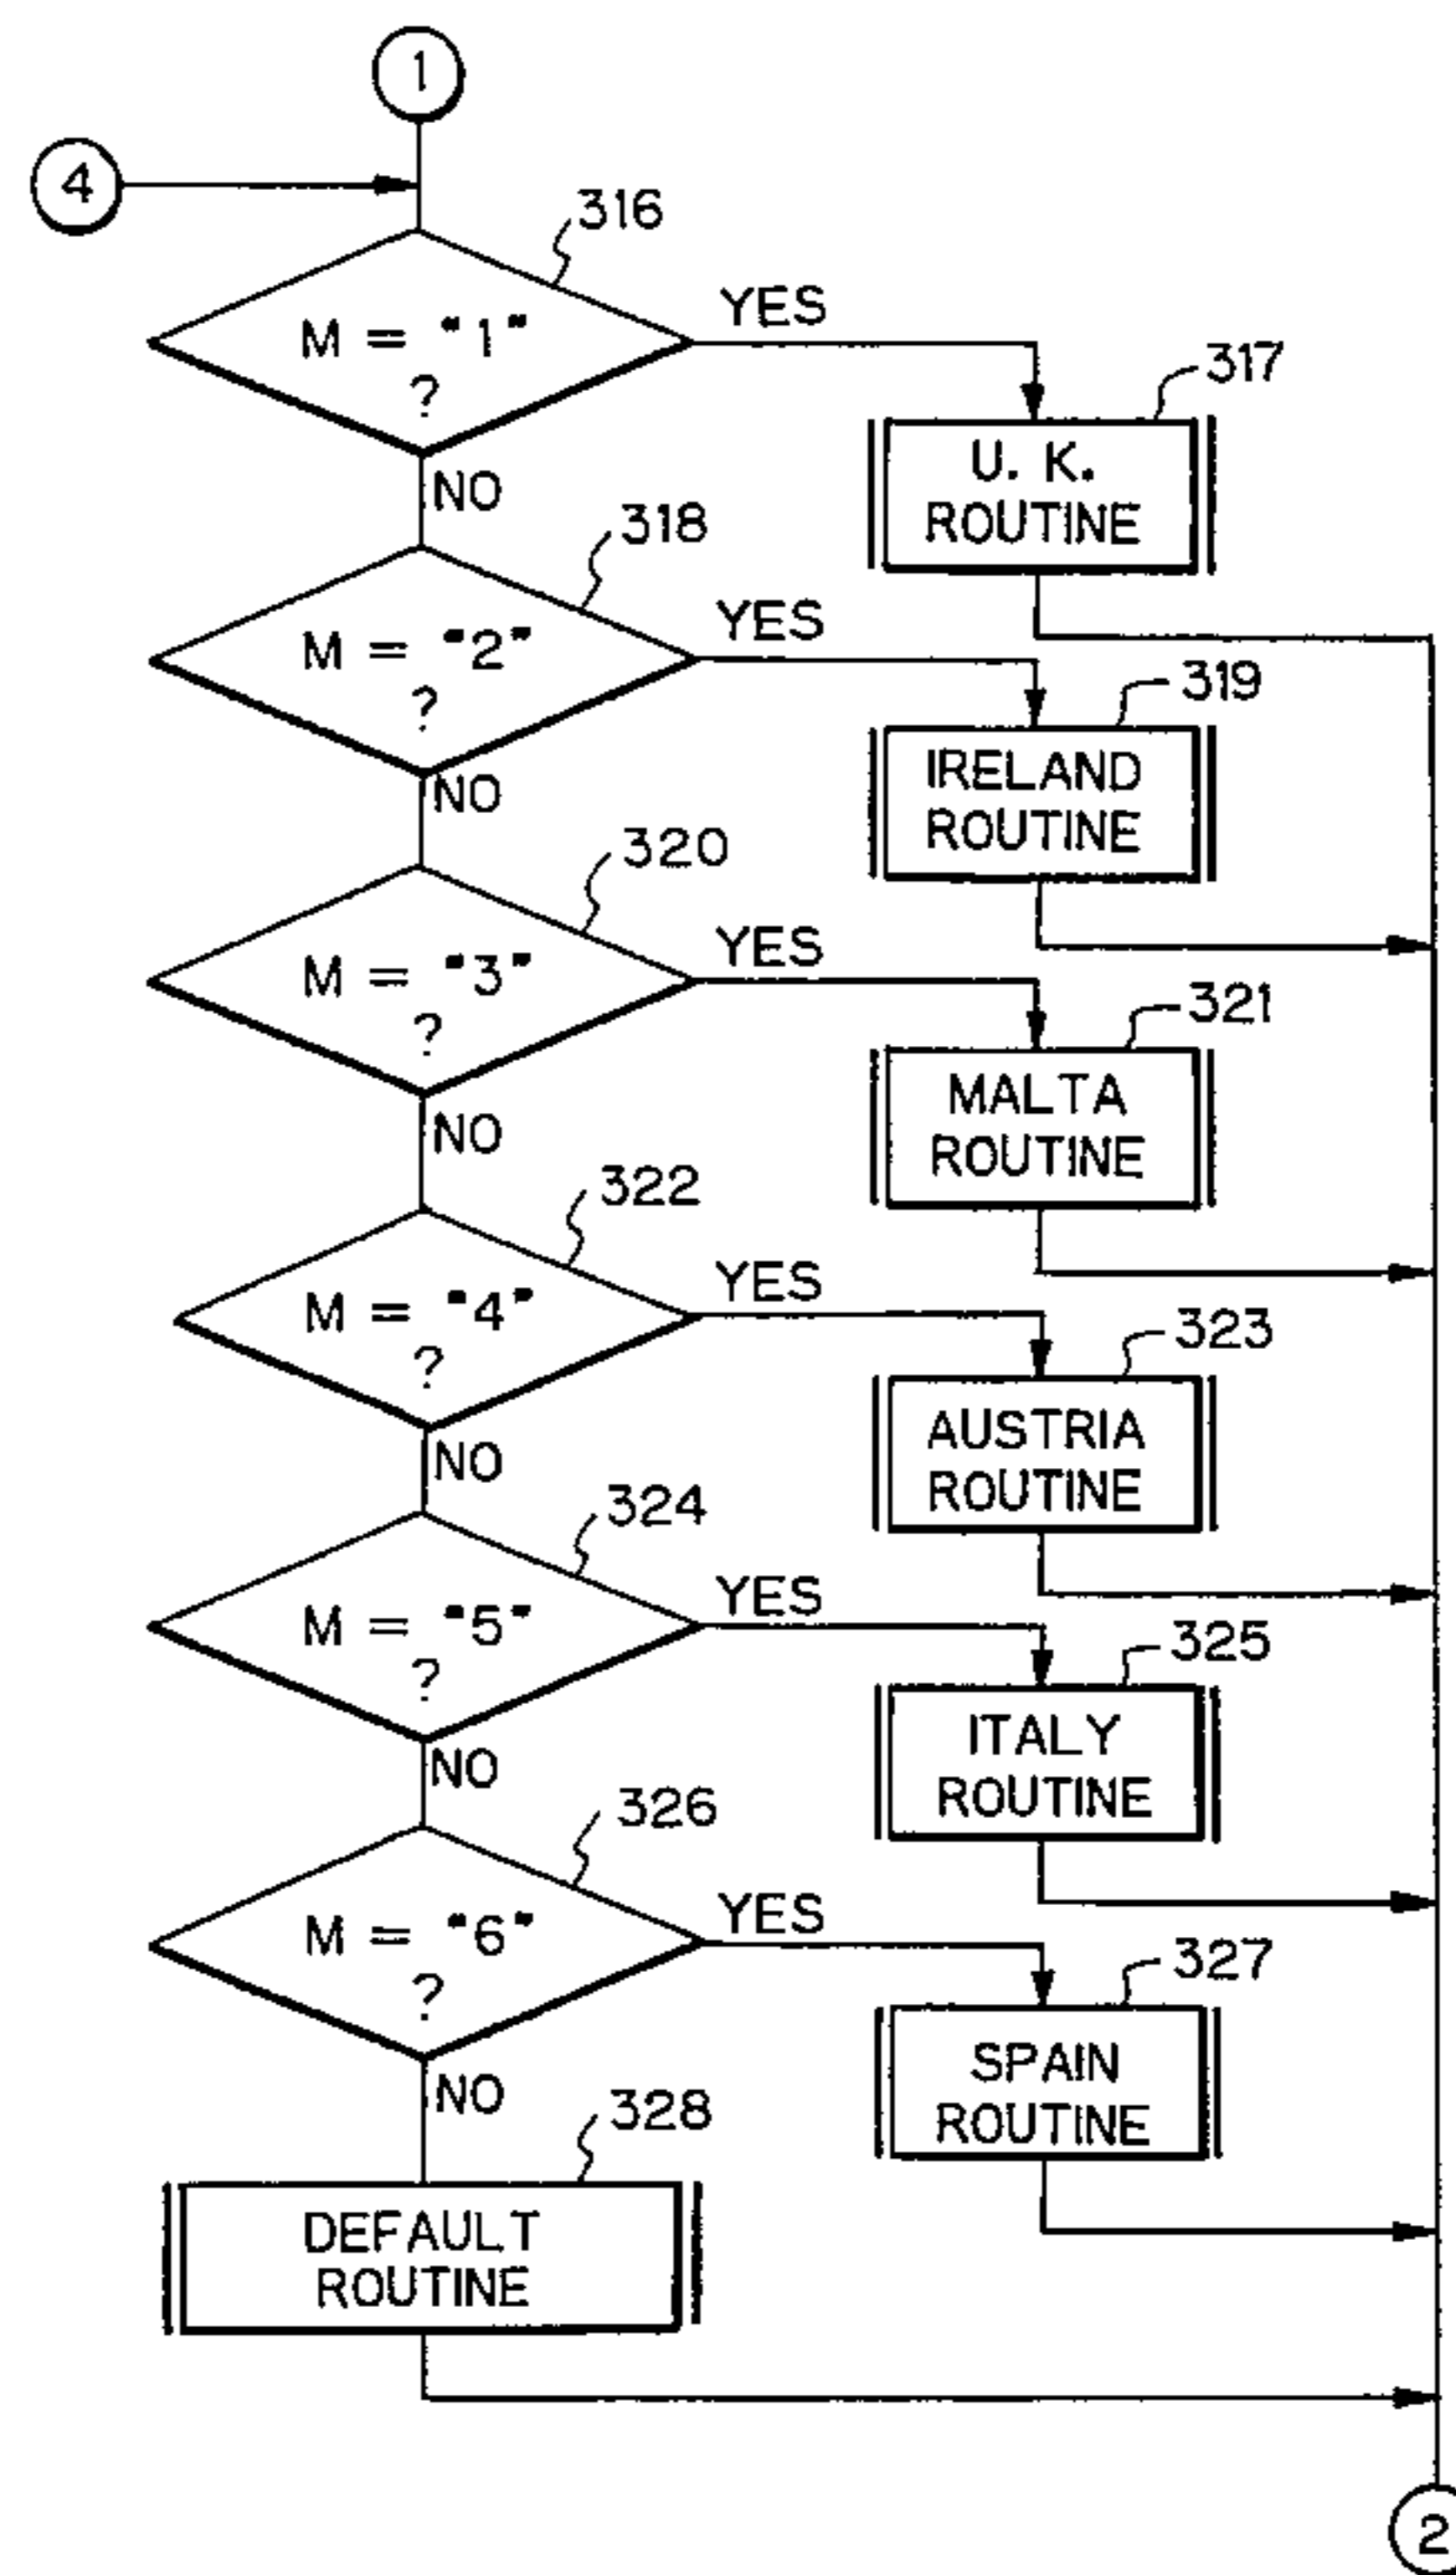 1
4
316
M = "1"
?
YES
317
U. K.
ROUTINE
NO
318
M = "2"
?
YES
319
IRELAND
ROUTINE
NO
320
M = "3"
?
YES
321
MALTA
ROUTINE
NO
322
M = "4"
?
YES
323
AUSTRIA
ROUTINE
NO
324
M = "5"
?
YES
325
ITALY
ROUTINE
NO
326
M = "6"
?
YES
327
SPAIN
ROUTINE
NO
328
DEFAULT
ROUTINE
2